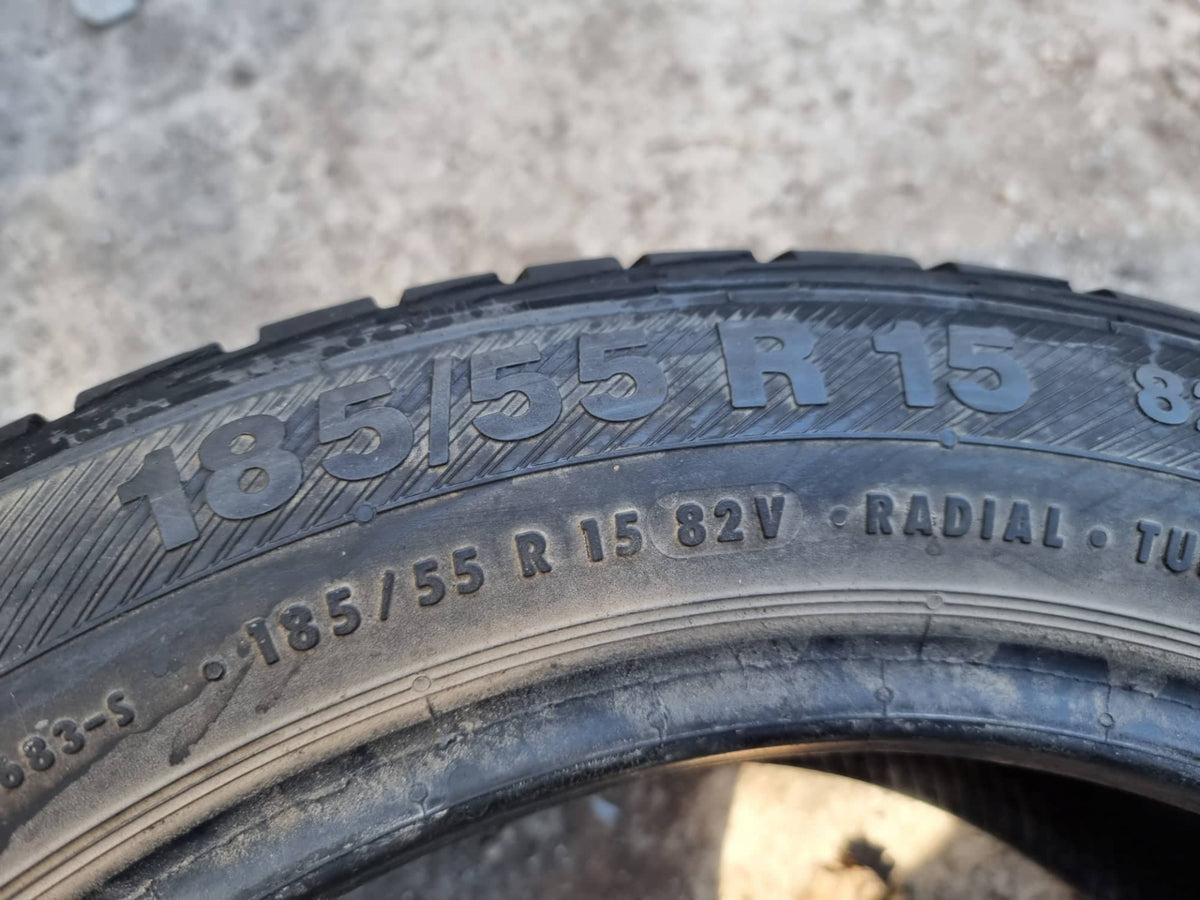 185/55 R 15
683-S • 185/55 R 15 82V • RADIAL •